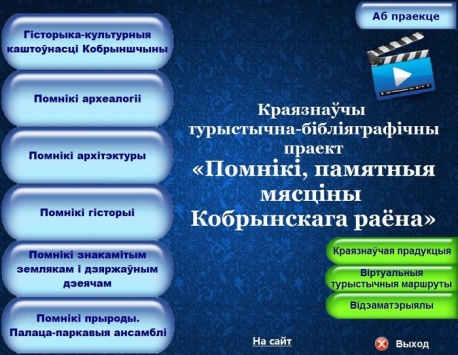 Гісторыка-культурныя
каштоўнасці Кобрыншчыны
Помнікі археалогіі
Помнікі архітэктуры
Помнікі гісторыі
Помнікі знакамітым
землякам і дзяржаўным
дзеячам
Помнікі прыроды.
Палаца-паркавыя ансамблі
Аб праекце
Краязнаўчы
турыстычна-бібліяграфічны
праект
«Помнікі, памятныя
мясціны
Кобрынскага раёна»
Краязнаўчая прадукцыя
Віртуальныя
турыстычныя маршруты
Відэаматэрыялы
На сайт
Выход